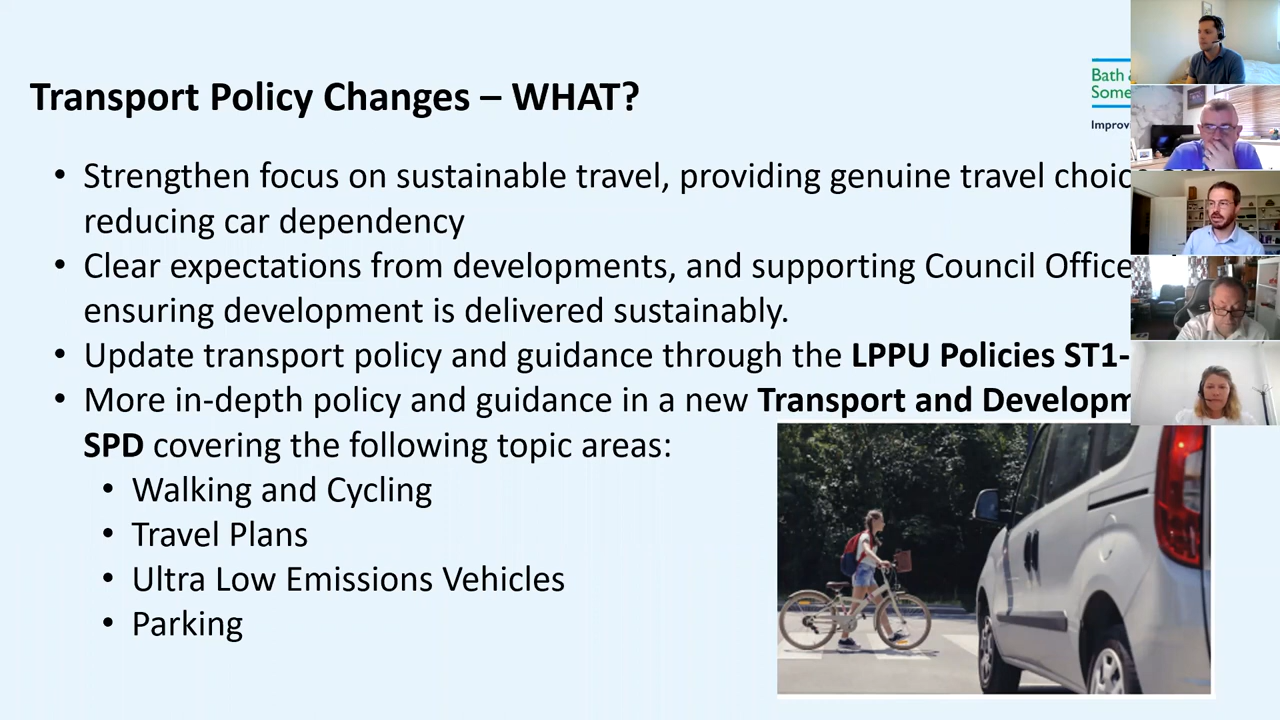 Transport Policy Changes – WHAT?
Bath &
Some
Improv
• Strengthen focus on sustainable travel, providing genuine travel choic
reducing car dependency
• Clear expectations from developments, and supporting Council Office
ensuring development is delivered sustainably.
• Update transport policy and guidance through the LPPU Policies ST1-
• More in-depth policy and guidance in a new Transport and Developm
SPD covering the following topic areas:
• Walking and Cycling
• Travel Plans
• Ultra Low Emissions Vehicles
• Parking